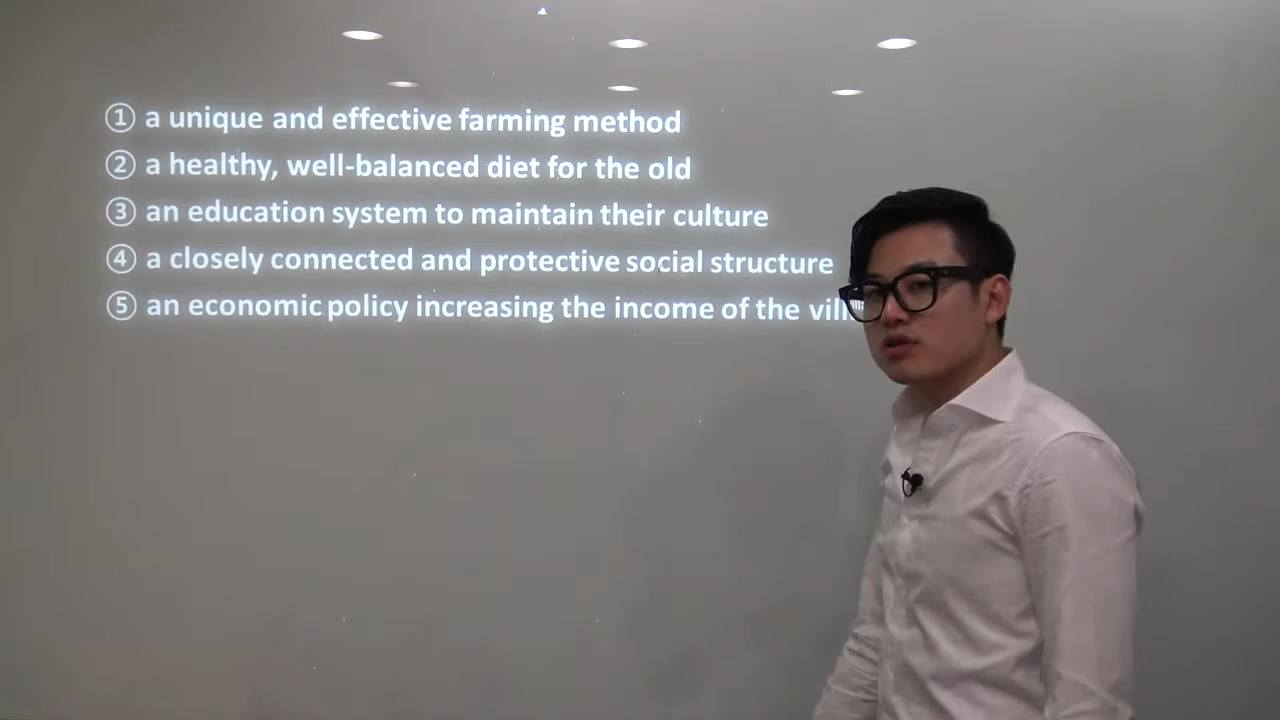 ① a unique and effective farming method
② a healthy, well-balanced diet for the old
③ an education system to maintain their culture
④ a closely connected and protective social structure
⑤ an economic policy increasing the income of the